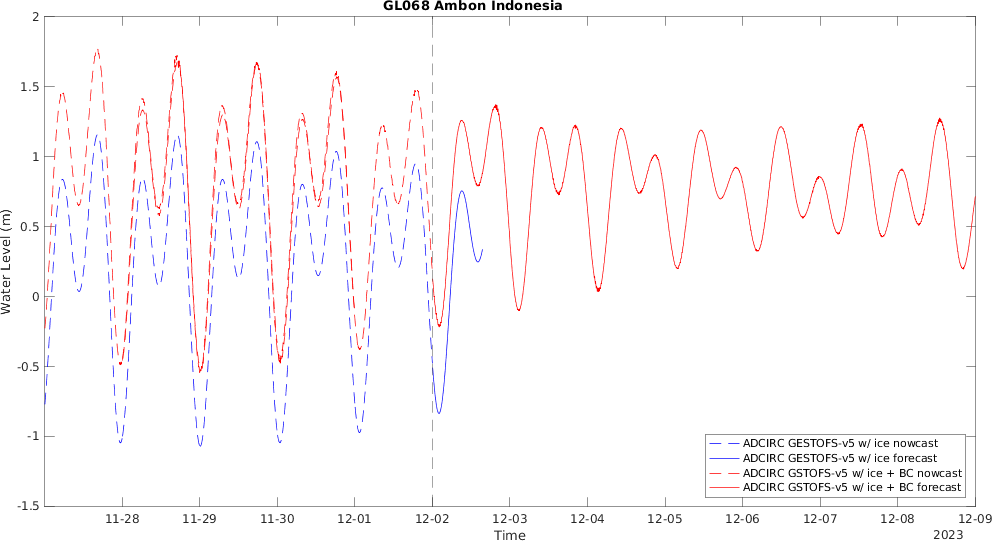 GL068 Ambon Indonesia
2
1.5
1
0.5
0
-0.5
-1
-1.5
Water Level (m)
ADCIRC GESTOFS-v5 w/ ice nowcast
ADCIRC GESTOFS-v5 w/ ice forecast
ADCIRC GSTOFS-v5 w/ ice + BC nowcast
ADCIRC GSTOFS-v5 w/ ice + BC forecast
11-28 11-29 11-30 12-01 12-02 12-03 12-04 12-05 12-06 12-07 12-08 12-09
Time
2023